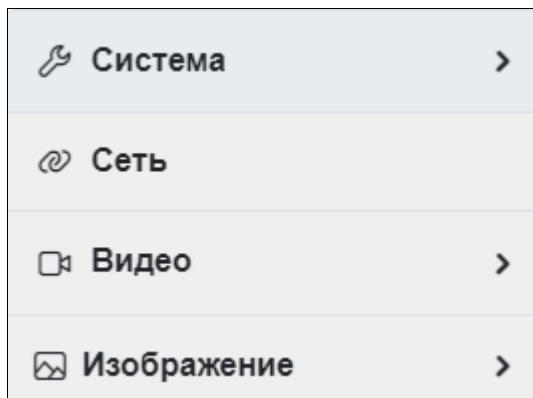 Система
Сеть
Видео
Изображение